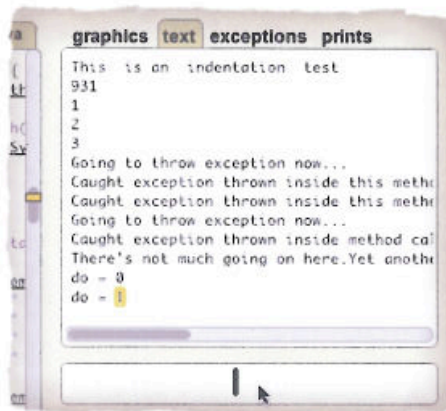 graphics text exceptions prints
This is an indentation test
931
1
2
3
Going to throw exception now...
Caught exception thrown inside this metho
Caught exception thrown inside this metho
Going to throw exception now...
Caught exception thrown inside method cal
There's not much going on here.Yet anothe
do = 0
do = 1